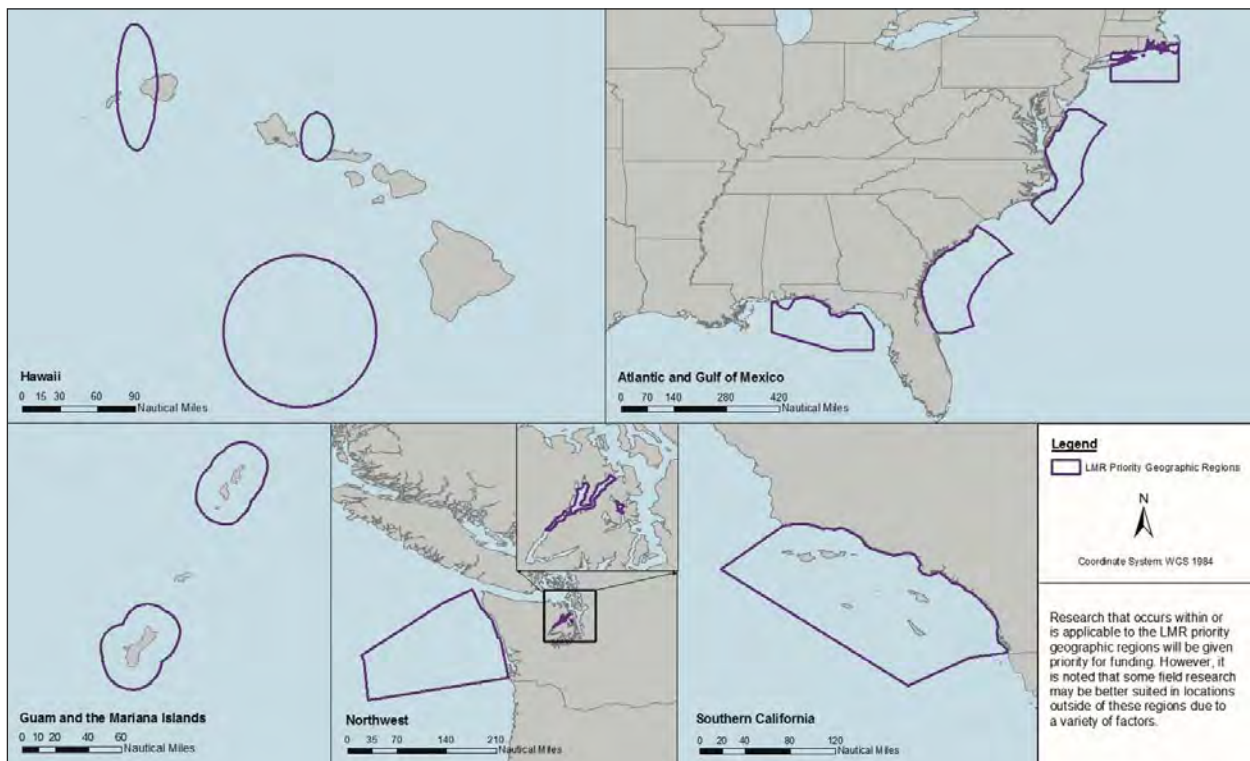 Hawaii
0 15 30 60 90
Nautical Miles
Atlantic and Gulf of Mexico
0 70 140 280 420
Nautical Miles
Guam and the Mariana Islands
0 10 20 40 60
Nautical Miles
Northwest
0 35 70 140 210
Nautical Miles
Southern California
0 20 40 80 120
Nautical Miles
Legend
LMR Priority Geographic Regions
N
Coordinate System: WGS 1984
Research that occurs within or
is applicable to the LMR priority
geographic regions will be given
priority for funding. However, it
is noted that some field research
may be better suited in locations
outside of these regions due to
a variety of factors.